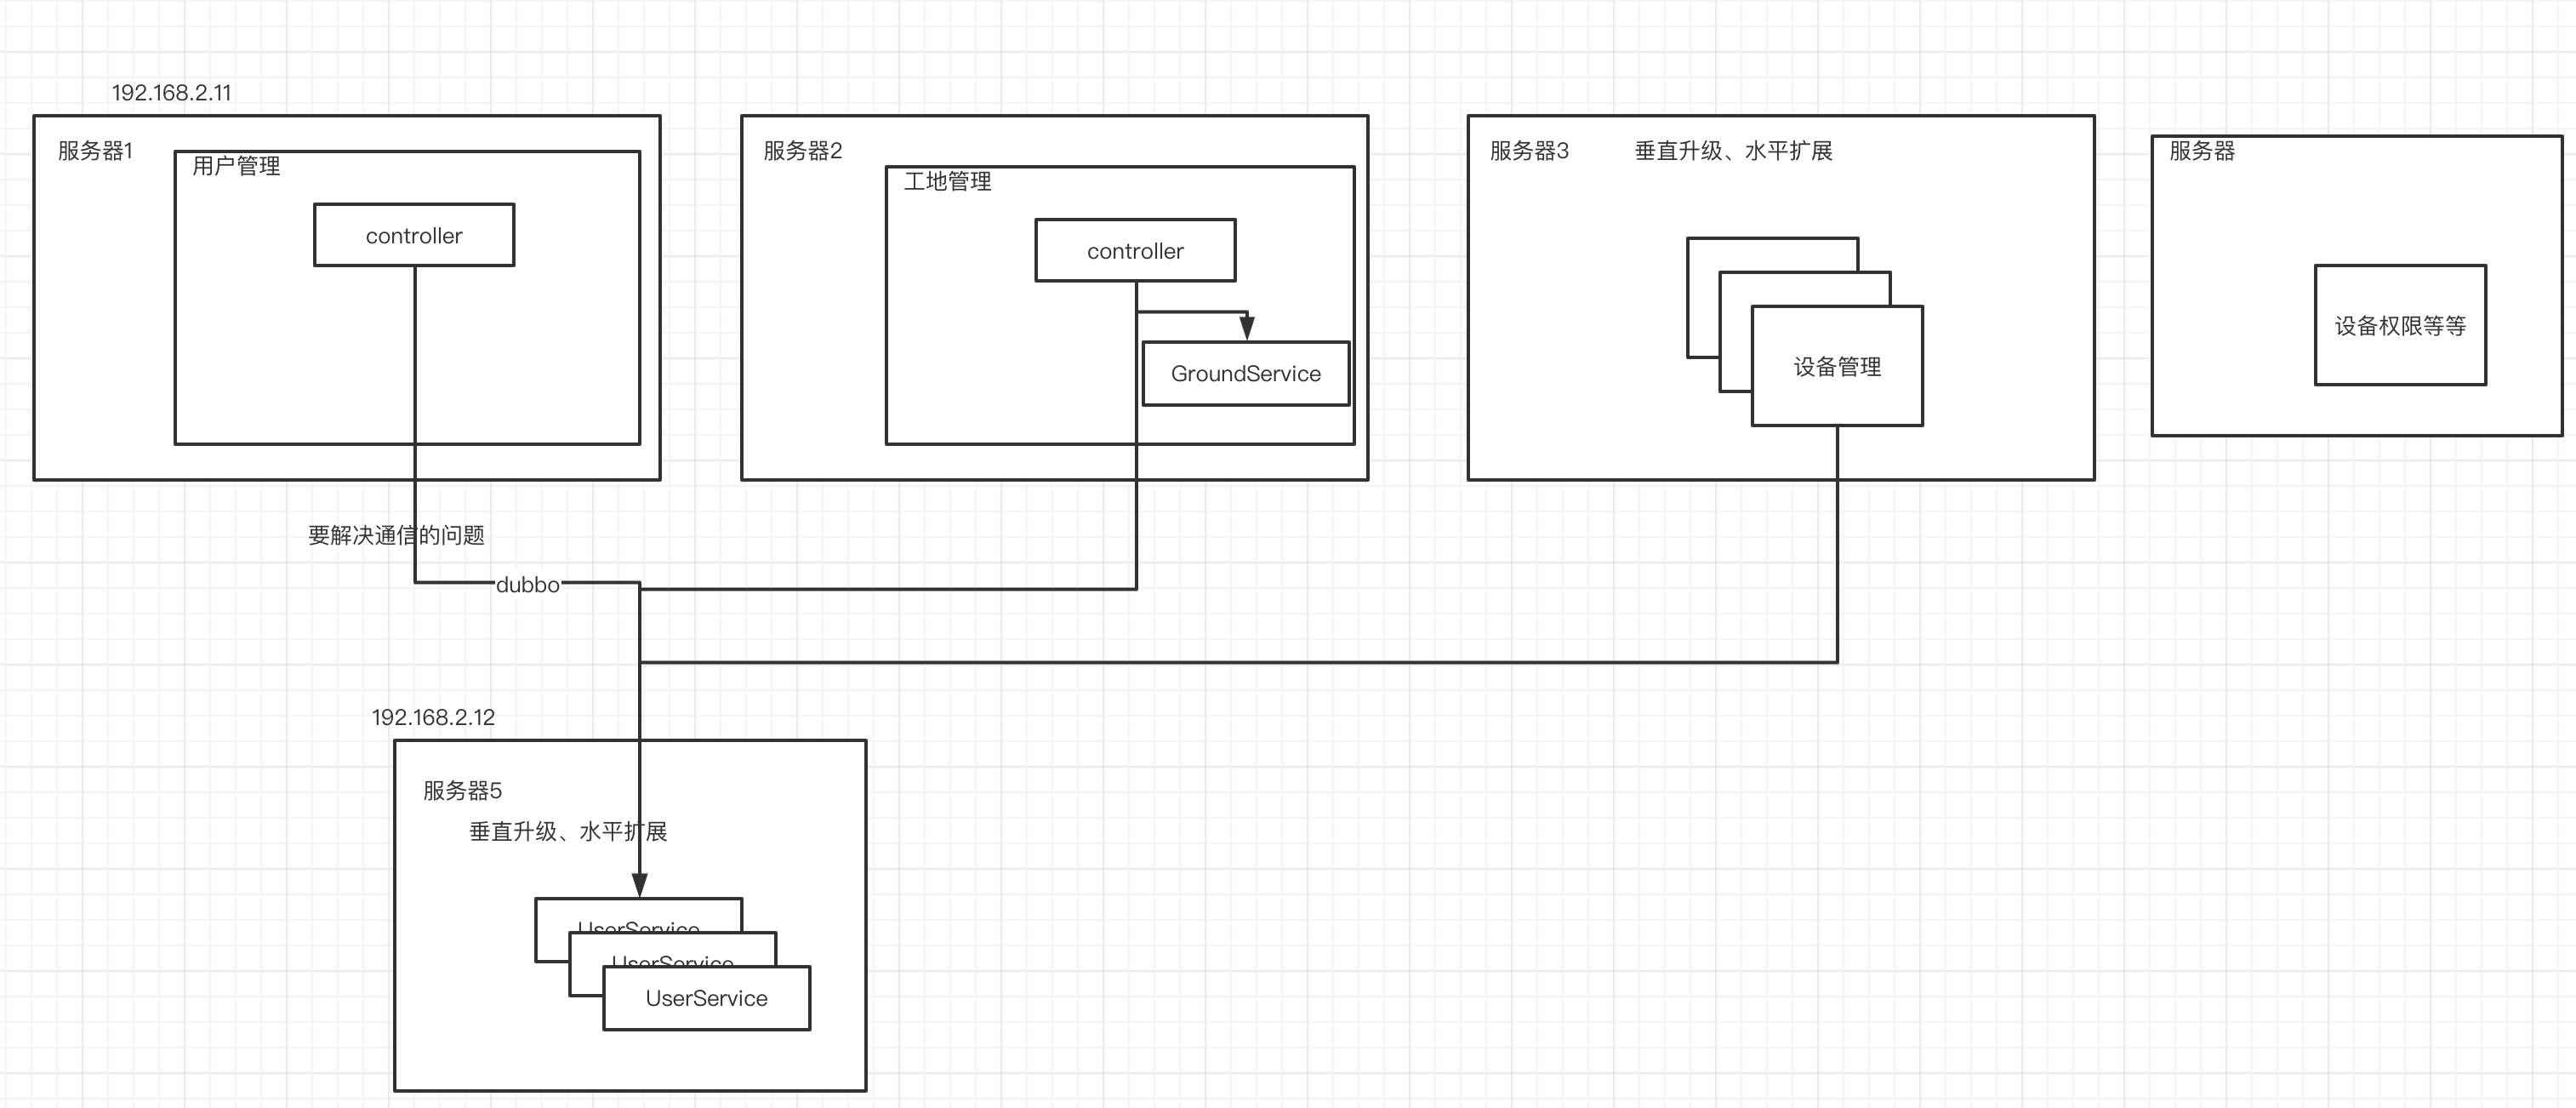 192.168.2.11
服务器1
用户管理
controller
服务器2
工地管理
controller
GroundService
服务器3
垂直升级、水平扩展
设备管理
服务器
设备权限等等
要解决通信的问题
dubbo
192.168.2.12
服务器5
垂直升级、水平扩展
UserService
UserService
UserService